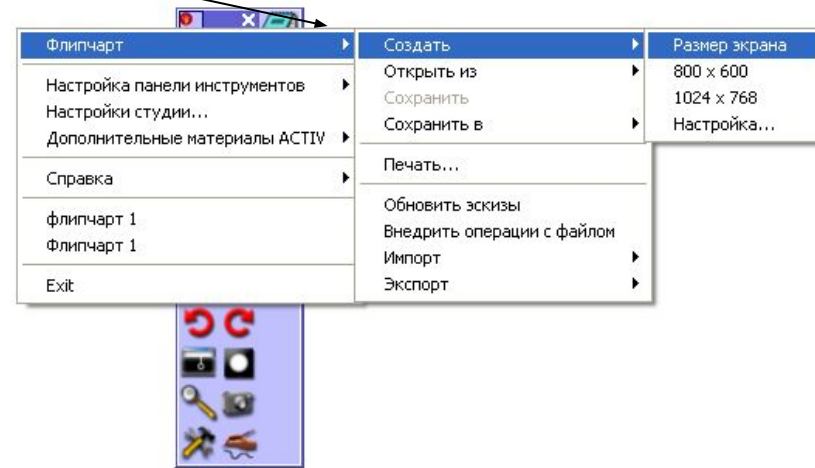 Флипчарт
Настройка панели инструментов
Настройки студии...
Дополнительные материалы ACTIV
Справка
флипчарт 1
Флипчарт 1
Exit
Создать
Открыть из
Сохранить
Сохранить в
Печать...
Обновить эскизы
Внедрить операции с файлом
Импорт
Экспорт
Размер экрана
800 x 600
1024 x 768
Настройка...